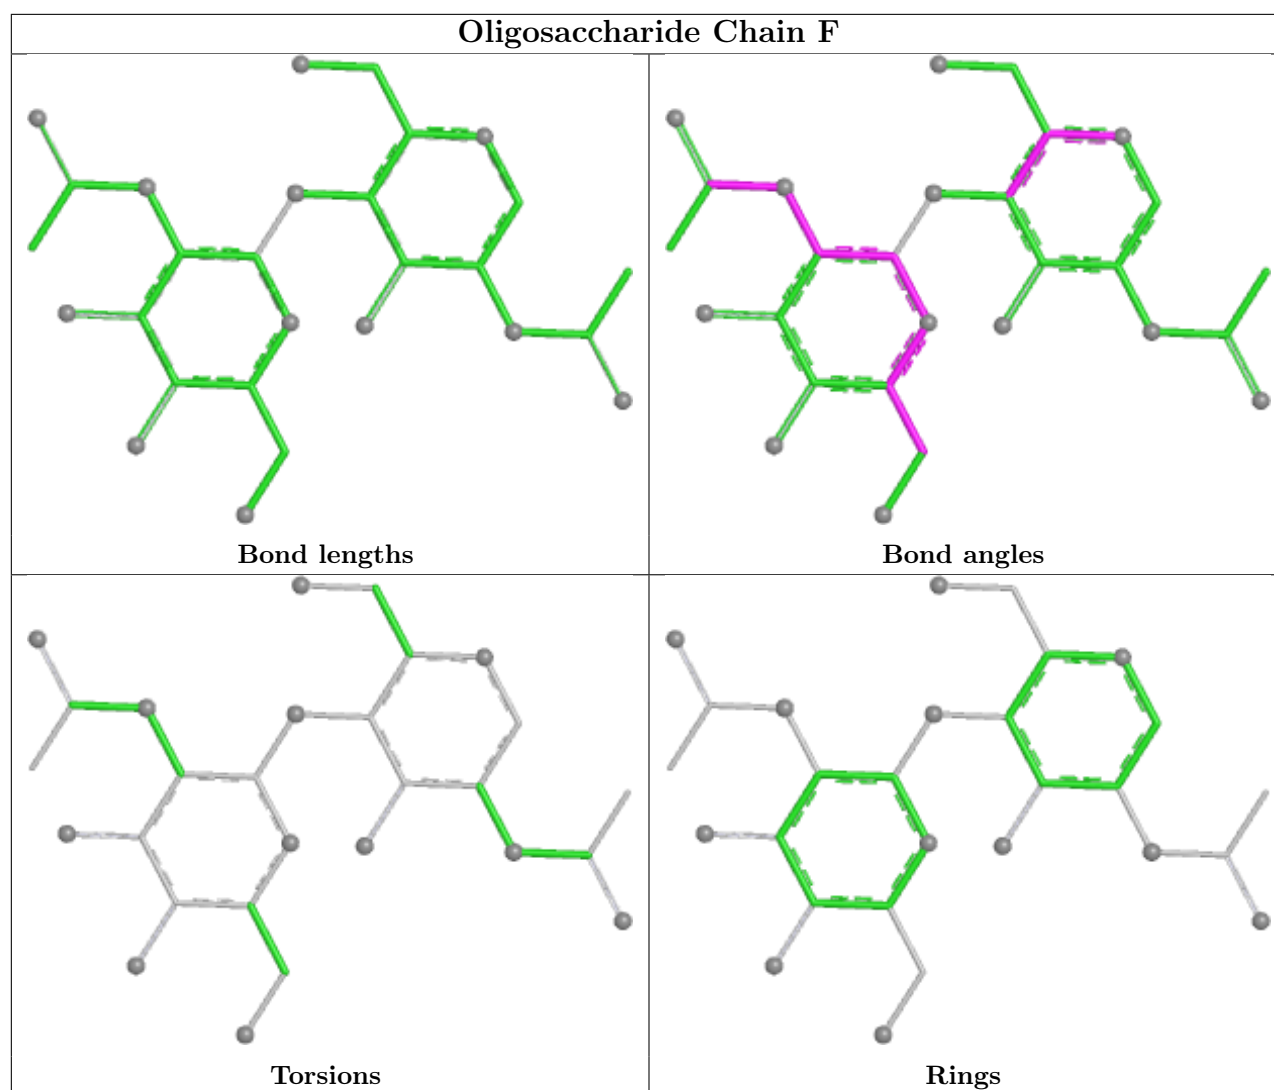 Oligosaccharide Chain F
Bond lengths
Bond angles
Torsions
Rings